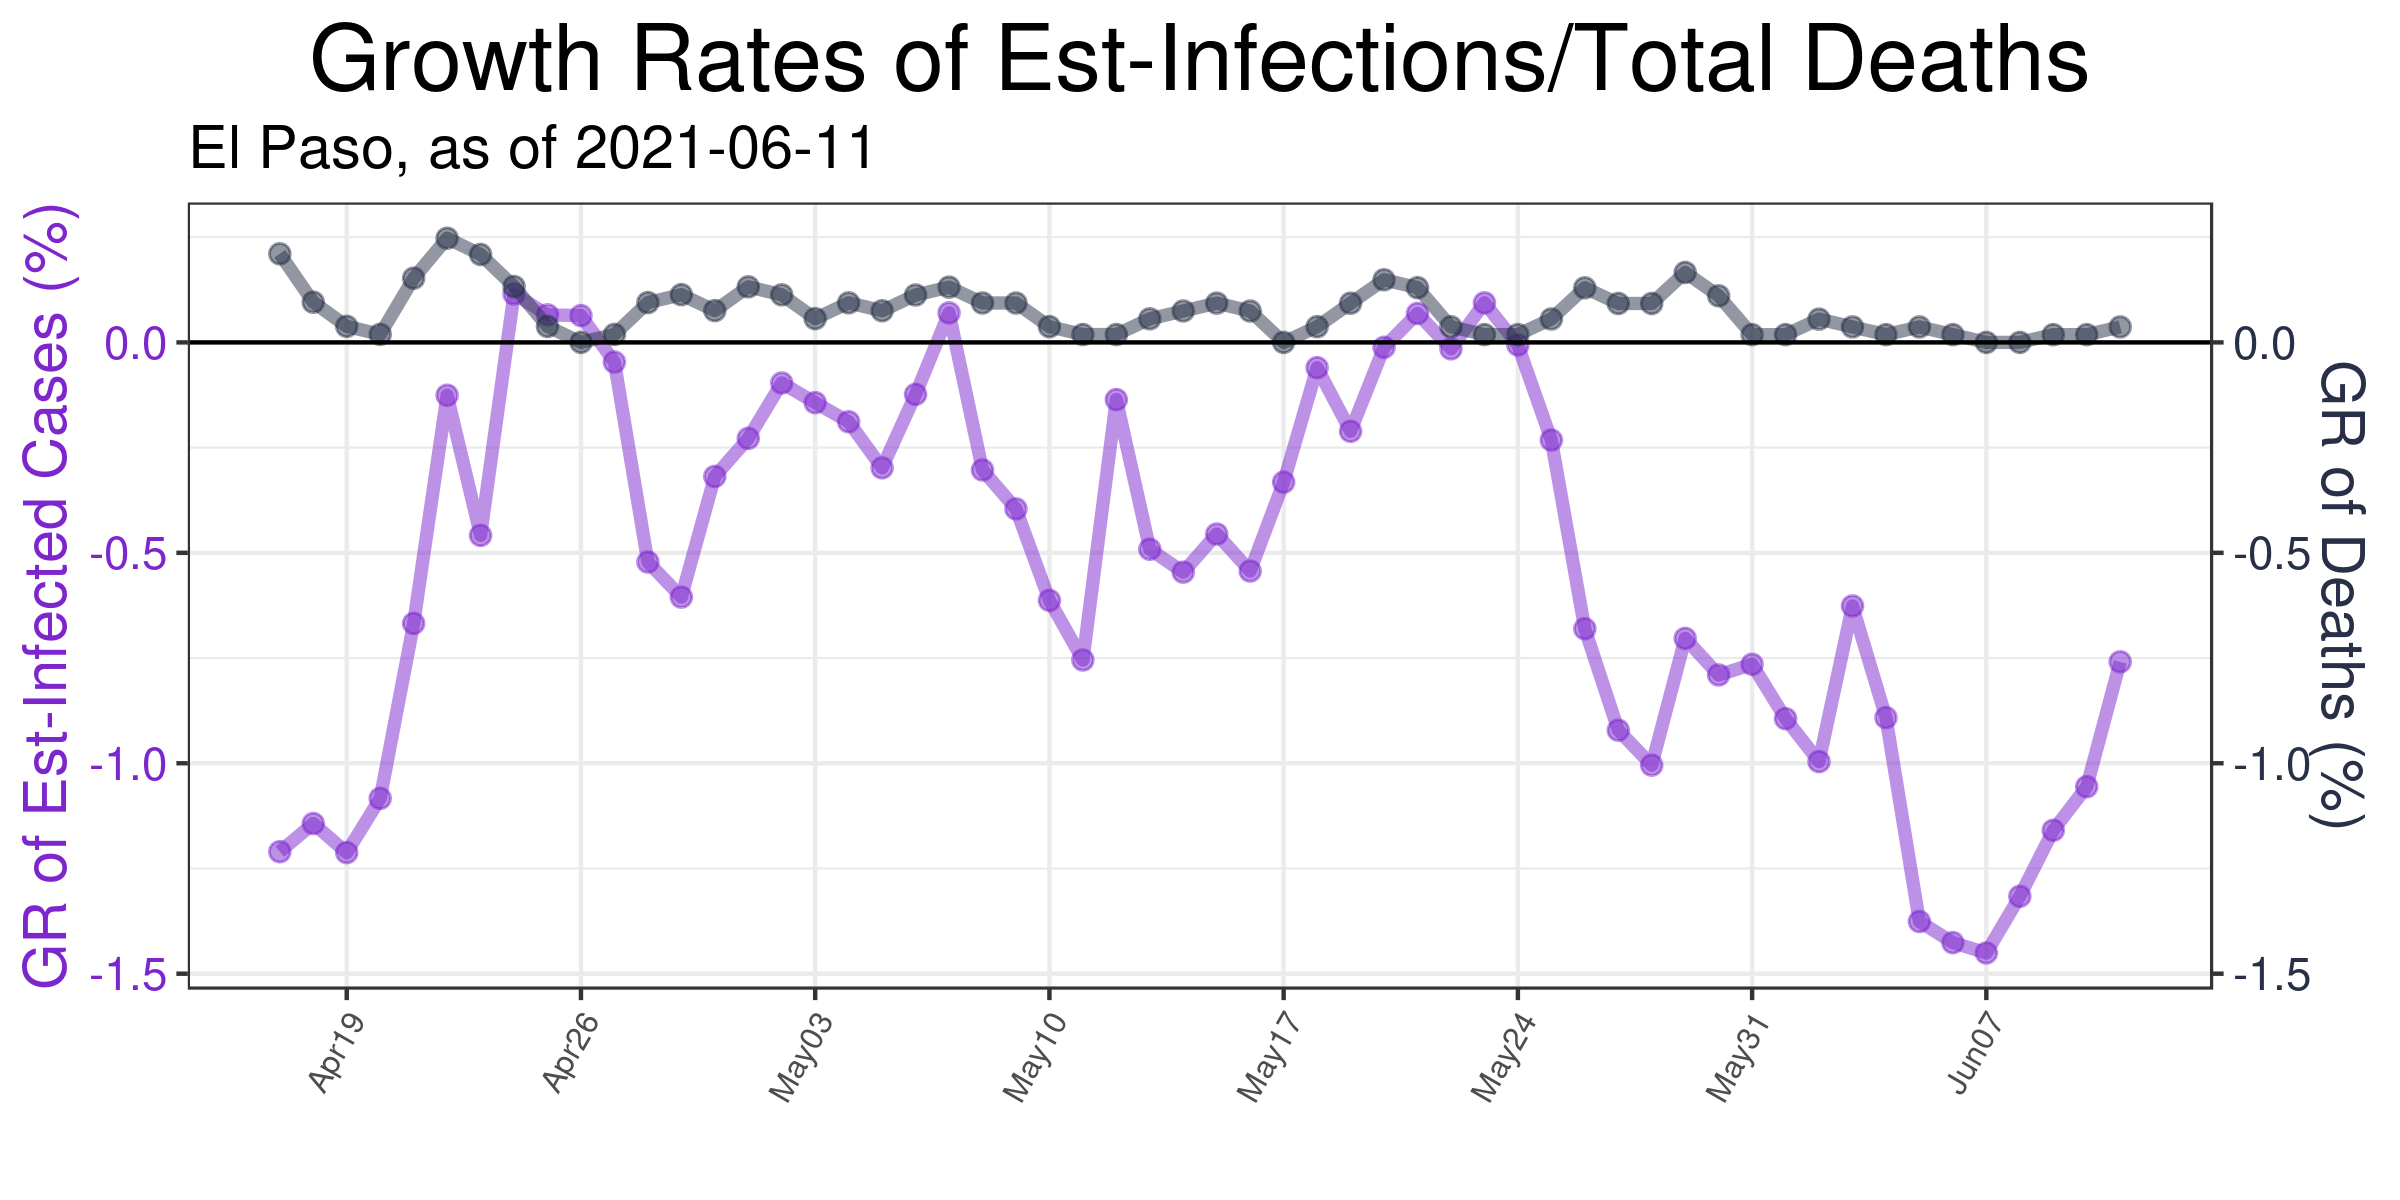 Growth Rates of Est-Infections/Total Deaths
El Paso, as of 2021-06-11
GR of Est-Infected Cases (%)
0.0
-0.5
-1.0
-1.5
0.0
-0.5
-1.0
-1.5
GR of Deaths (%)
Apr19
Apr26
May03
May10
May17
May24
May31
Jun07